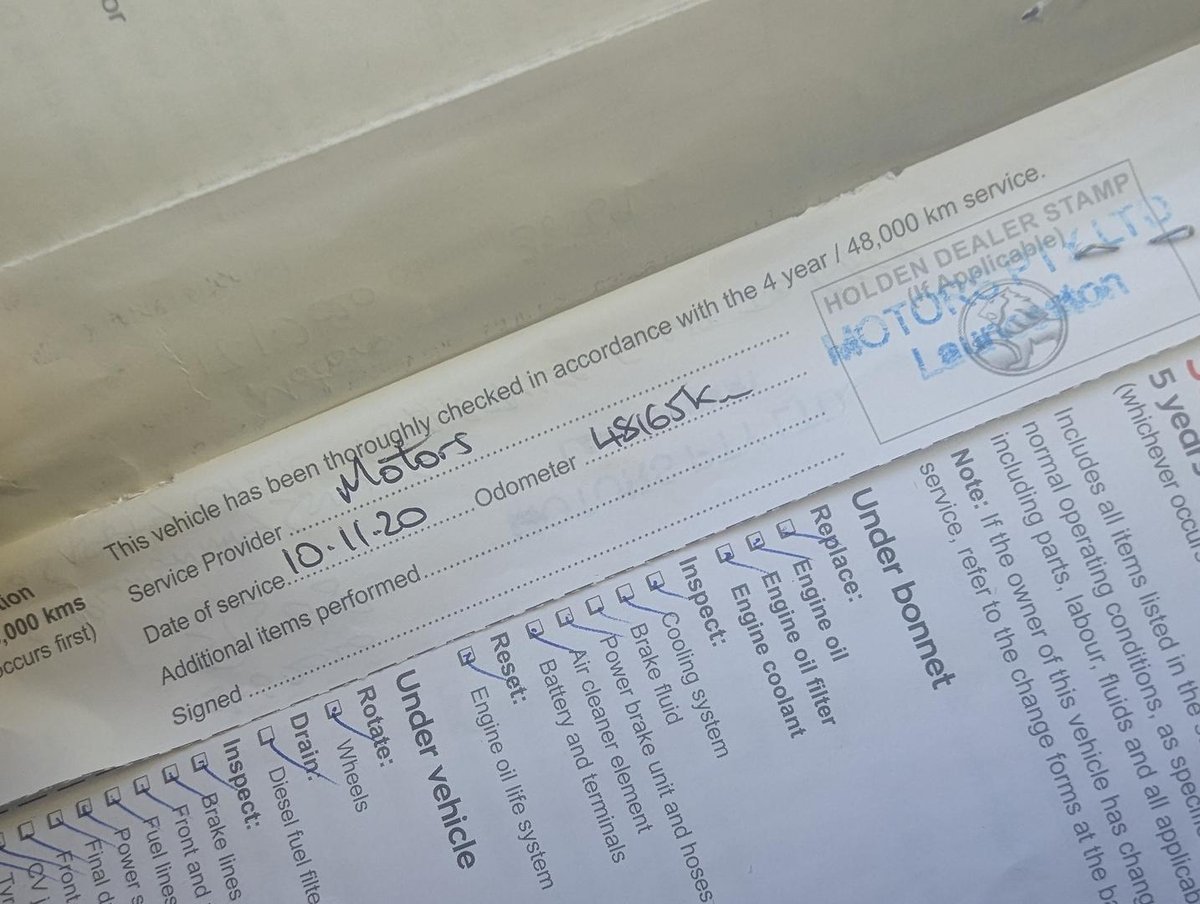 or
This vehicle has been thoroughly checked in accordance with the 4 year / 48,000 km service.
Service Provider Motors
Date of service 10.11.20 Odometer 48165km
Additional items performed
Signed
HOLDEN DEALER STAMP
(If Applicable)
MOTORS PTY LTD
Launceston
,000 kms
occurs first)
5 year
(whichever occurs
Includes all items listed in the
normal operating conditions, as
including parts, labour, fluids and all
Note: If the owner of this vehicle has
service, refer to the change forms at the
Under bonnet
Replace:
Engine oil
Engine oil filter
Engine coolant
Inspect:
Cooling system
Brake fluid
Power brake unit and hoses
Air cleaner element
Battery and terminals
Reset:
Engine oil life system
Under vehicle
Rotate:
Wheels
Drain:
Diesel fuel
Inspect:
Brake lines
Front and
Fuel lines
Power
Final
Front